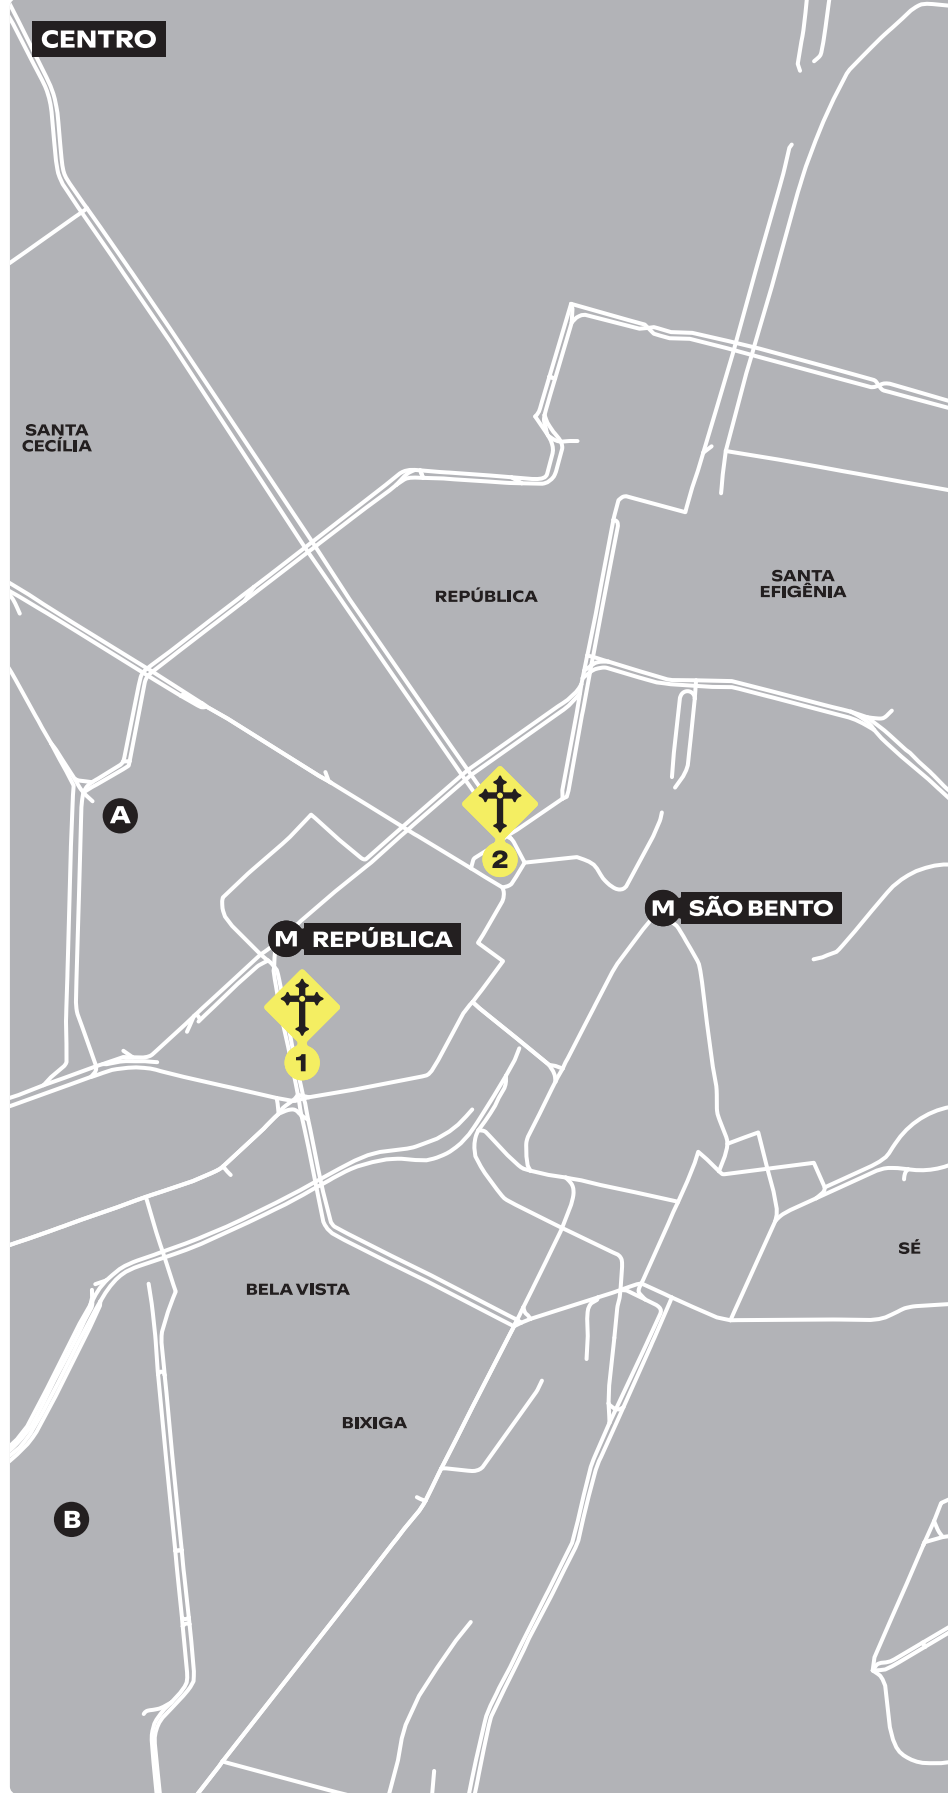 CENTRO
SANTA
CECÍLIA
REPÚBLICA
SANTA
EFIGÊNIA
A
2
M SÃO BENTO
M REPÚBLICA
1
SÉ
BELA VISTA
BIXIGA
B